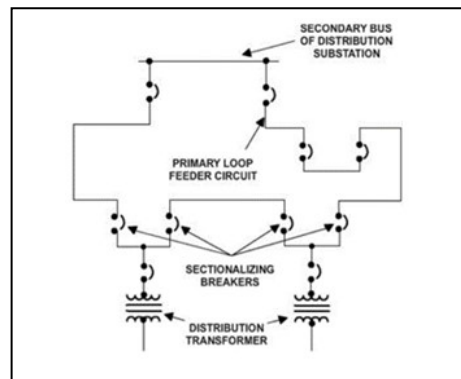 SECONDARY BUS
OF DISTRIBUTION
SUBSTATION
PRIMARY LOOP
FEEDER CIRCUIT
SECTIONALIZING
BREAKERS
DISTRIBUTION
TRANSFORMER